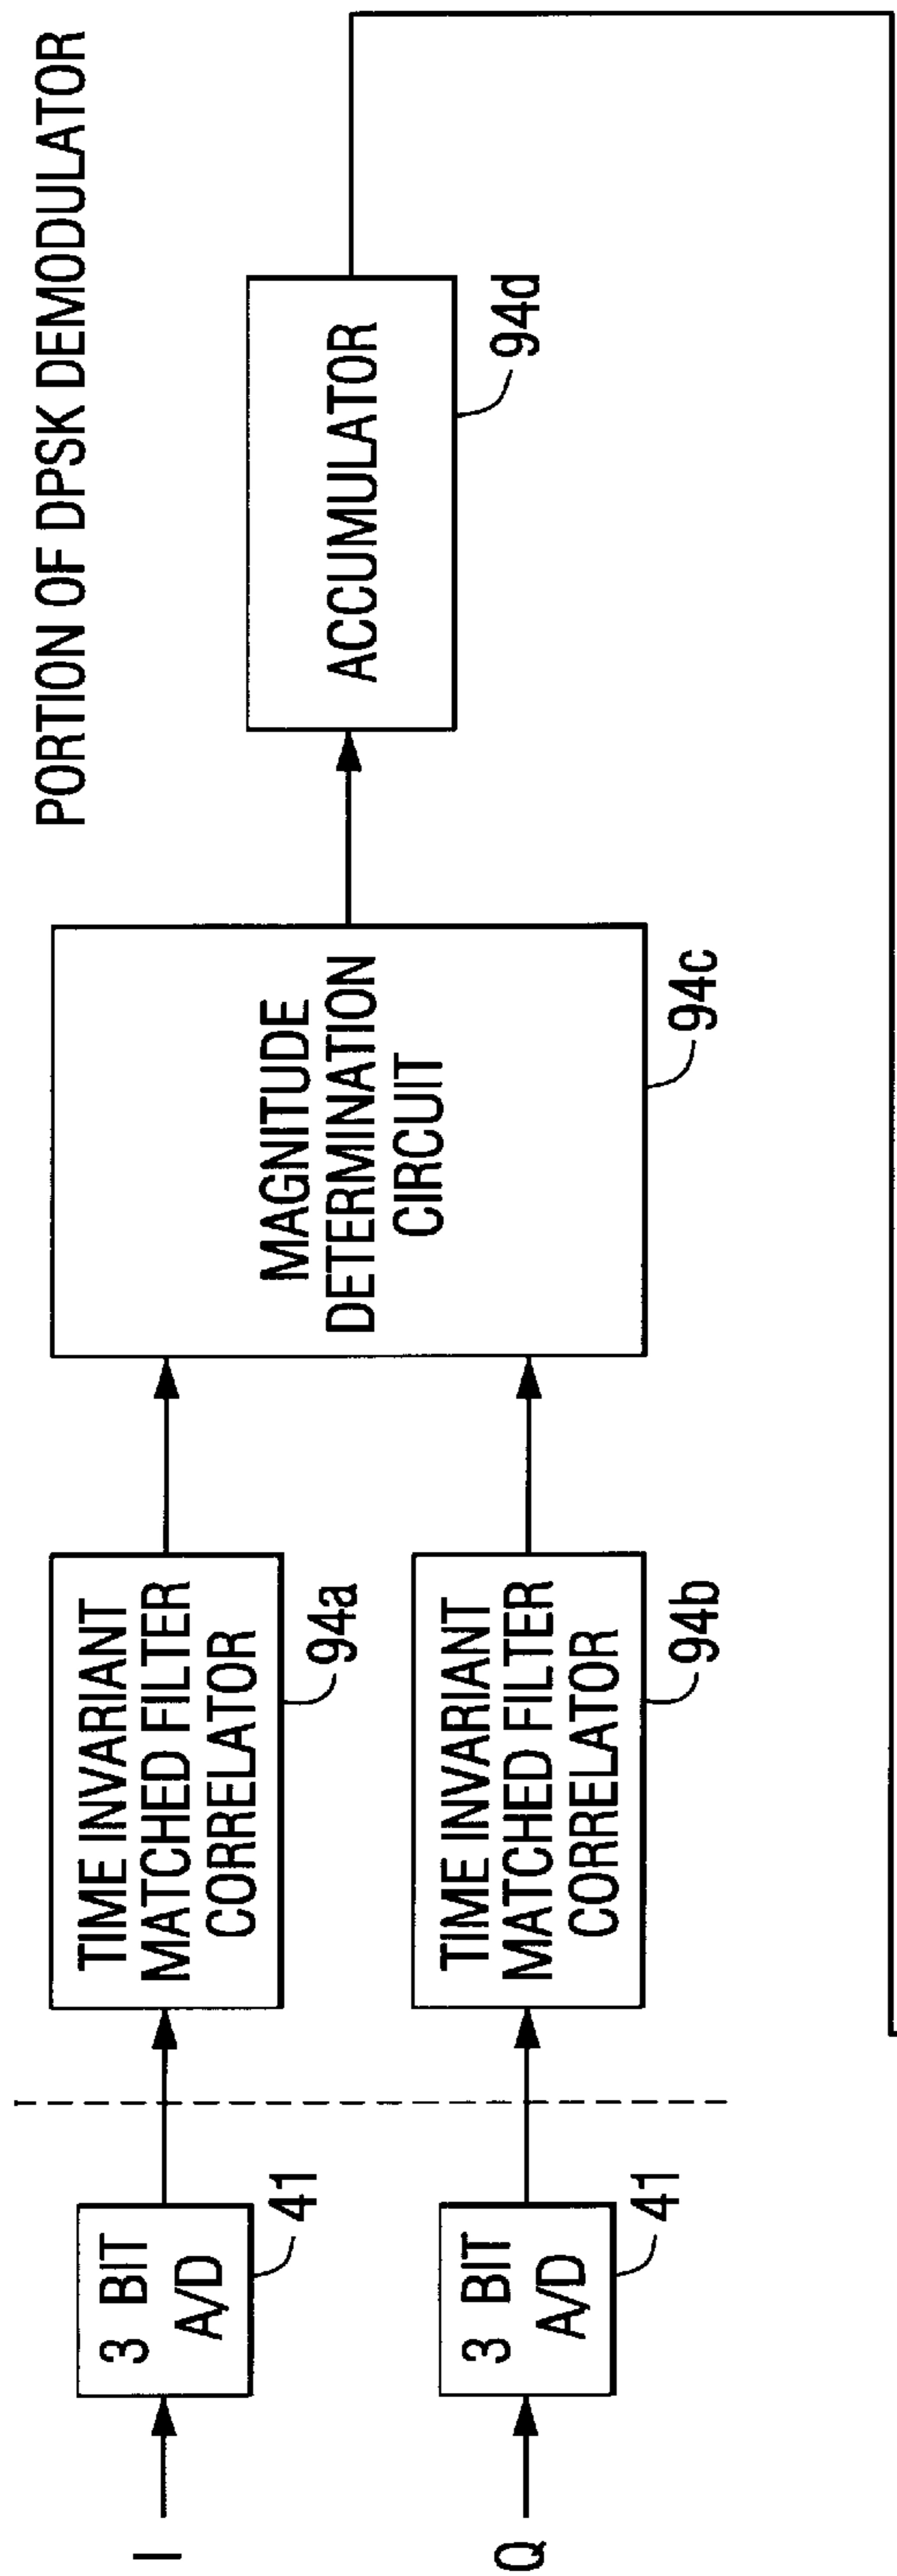 PORTION OF DPSK DEMODULATOR
I
3 BIT
A/D
41
TIME INVARIANT
MATCHED FILTER
CORRELATOR
94a
Q
3 BIT
A/D
41
TIME INVARIANT
MATCHED FILTER
CORRELATOR
94b
MAGNITUDE
DETERMINATION
CIRCUIT
94c
ACCUMULATOR
94d